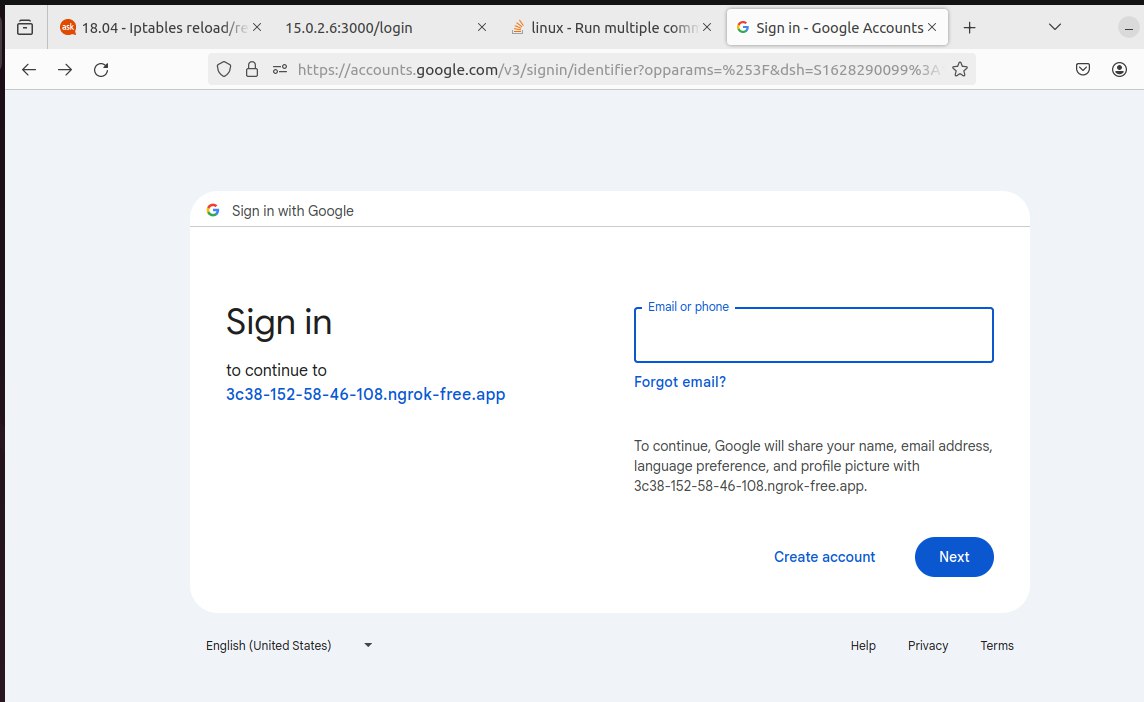 ask 18.04 - Iptables reload/re
15.0.2.6:3000/login
linux - Run multiple comm
Sign in - Google Accounts
https://accounts.google.com/v3/signin/identifier?opparams=%253F&dsh=S1628290099%3A
G Sign in with Google
Sign in
to continue to
3c38-152-58-46-108.ngrok-free.app
Email or phone
Forgot email?
To continue, Google will share your name, email address,
language preference, and profile picture with
3c38-152-58-46-108.ngrok-free.app.
Create account
Next
English (United States)
Help
Privacy
Terms